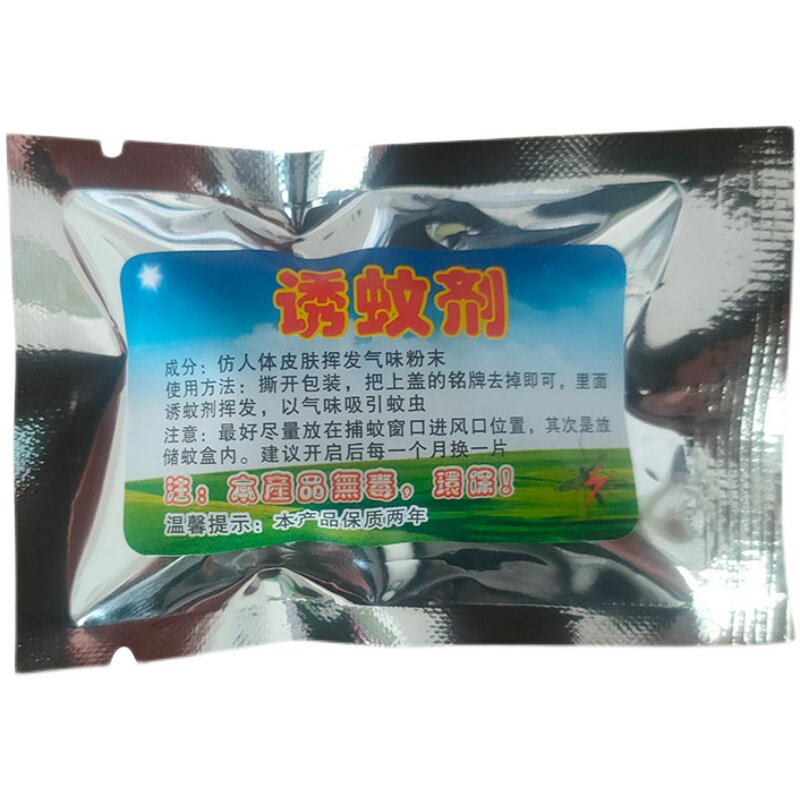 诱蚊剂
成分：仿人体皮肤挥发气味粉末
使用方法：撕开包装，把上盖的铭牌去掉即可，里面
诱蚊剂挥发，以气味吸引蚊虫
注意：最好尽量放在捕蚊窗口进风口位置，其次是放
储蚊盒内。建议开启后每一个月换一片
注：本產品無毒，環保！
温馨提示：本产品保质两年